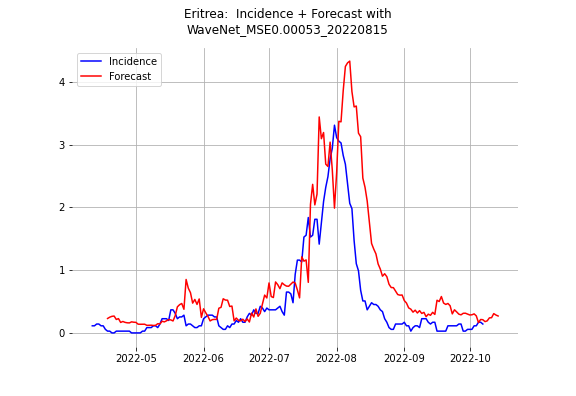 Eritrea:  Incidence + Forecast with
WaveNet_MSE0.00053_20220815
Incidence
Forecast
4
3
2
1
0
2022-05
2022-06
2022-07
2022-08
2022-09
2022-10